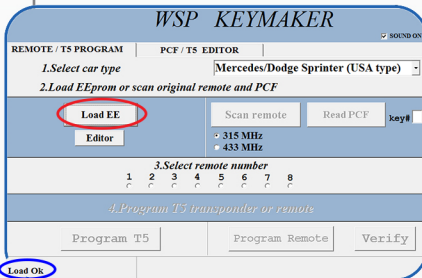 WSP KEYMAKER
SOUND ON
REMOTE / T5 PROGRAM PCF / T5 EDITOR
1.Select car type Mercedes/Dodge Sprinter (USA type)
2.Load EEprom or scan original remote and PCF
Load EE Scan remote Read PCF key#
Editor 315 MHz
433 MHz
3.Select remote number
1 2 3 4 5 6 7 8
4.Program T5 transponder or remote
Program T5 Program Remote Verify
Load Ok